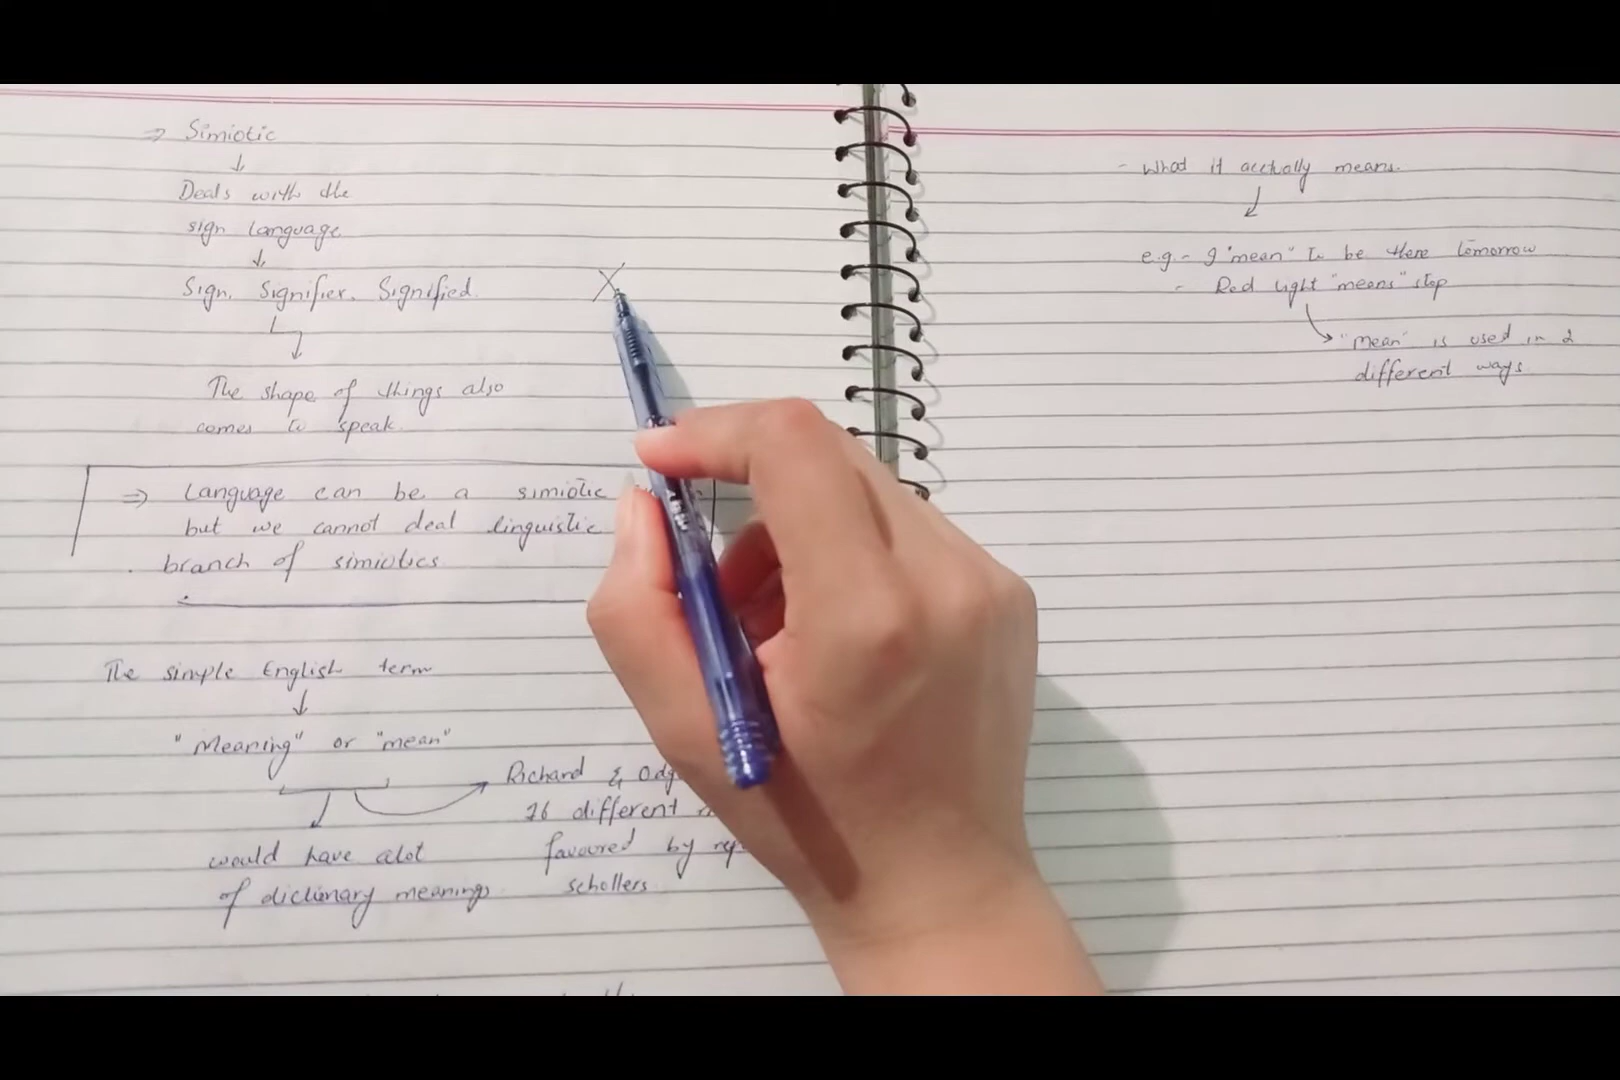 ⇒ Simiotic
↓
Deals with the
sign language
↓
Sign, Signifier, Signified.
X
The shape of things also
comes to speak.
⇒ Language can be a simiotic
but we cannot deal linguistic
branch of simiotics
The simple English term
↓
"Meaning" or "mean"
Richard &
26 different
favoured by
schollers
would have alot
of dictionary meanings
- What it acctually means.
↓
e.g - I "mean" to be there tomorrow
- Red light "means" stop
"mean" is used in 2
different ways.